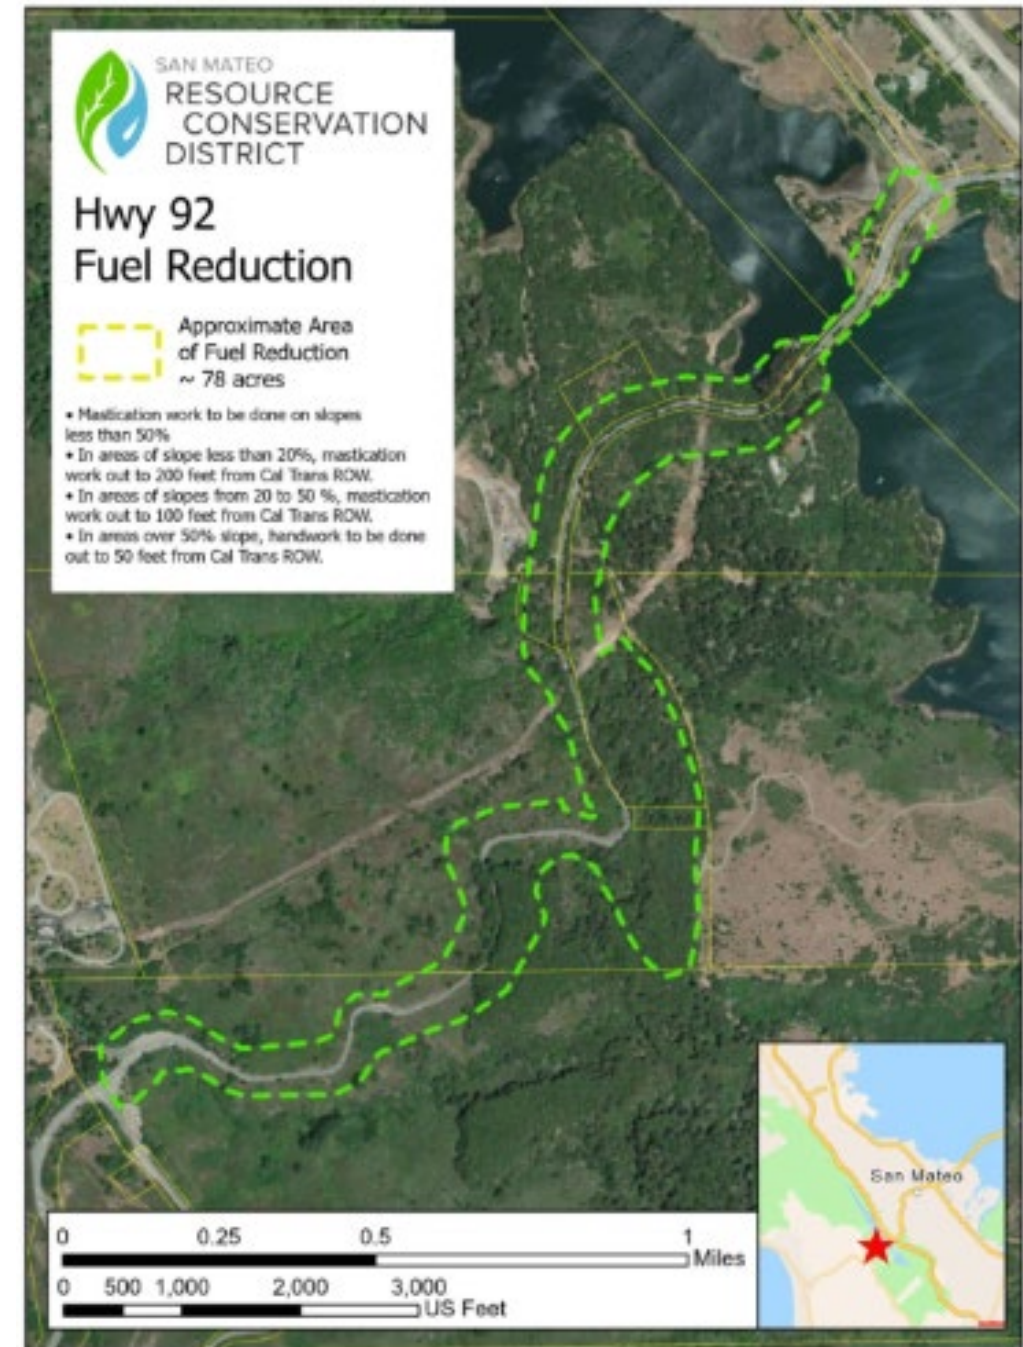 SAN MATEO
RESOURCE
CONSERVATION
DISTRICT
Hwy 92
Fuel Reduction
Approximate Area
of Fuel Reduction
~ 78 acres
• Mastication work to be done on slopes
less than 50%
• In areas of slope less than 20%, mastication
work out to 200 feet from Cal Trans ROW.
• In areas of slopes from 20 to 50 %, mastication
work out to 100 feet from Cal Trans ROW.
• In areas over 50% slope, handwork to be done
out to 50 feet from Cal Trans ROW.
San Mateo
0 0.25 0.5 1
Miles
0 500 1,000 2,000 3,000
US Feet